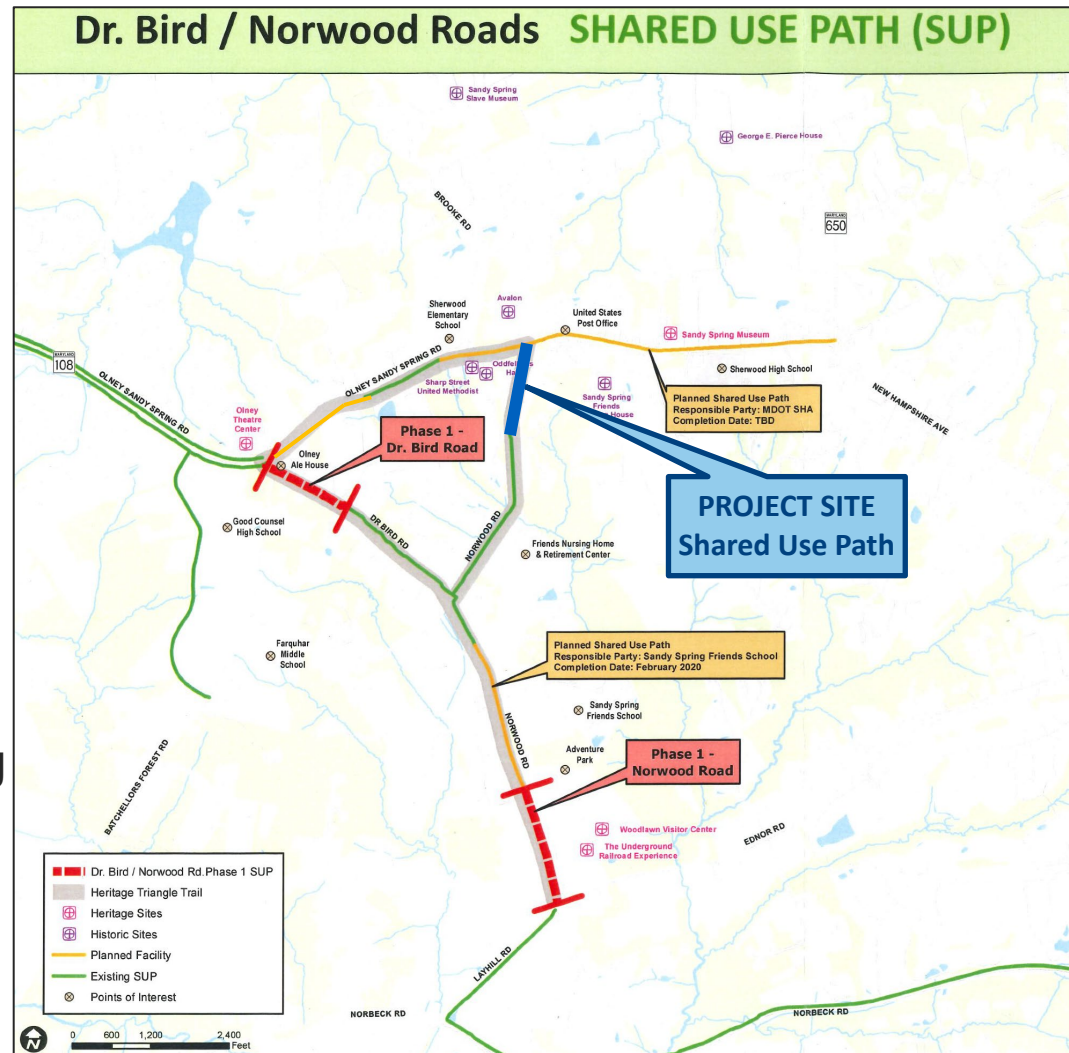 Dr. Bird / Norwood Roads SHARED USE PATH (SUP)
Sandy Spring
Slave Museum
George E. Pierce House
BROOKE RD
MARYLAND
650
Avalon
Sherwood
Elementary
School
United States
Post Office
Sandy Spring Museum
MARYLAND
108
OLNEY SANDY SPRING RD
OLNEY SANDY SPRING RD
Sharp Street
United Methodist
Sherwood High School
Sandy Spring
Friends
House
Planned Shared Use Path
Responsible Party: MDOT SHA
Completion Date: TBD
NEW HAMPSHIRE AVE
Olney
Theatre
Center
Phase 1 -
Dr. Bird Road
Olney
Ale House
PROJECT SITE
Shared Use Path
Good Counsel
High School
DR BIRD RD
NORWOOD RD
Friends Nursing Home
& Retirement Center
Farquhar
Middle
School
Planned Shared Use Path
Responsible Party: Sandy Spring Friends School
Completion Date: February 2020
Sandy Spring
Friends School
NORWOOD RD
Adventure
Park
Phase 1 -
Norwood Road
BATCHELLORS FOREST RD
Woodlawn Visitor Center
EDNOR RD
The Underground
Railroad Experience
Dr. Bird / Norwood Rd.Phase 1 SUP
Heritage Triangle Trail
Heritage Sites
Historic Sites
Planned Facility
Existing SUP
Points of Interest
LAYHILL RD
NORBECK RD
NORBECK RD
N
0 600 1,200 2,400
Feet